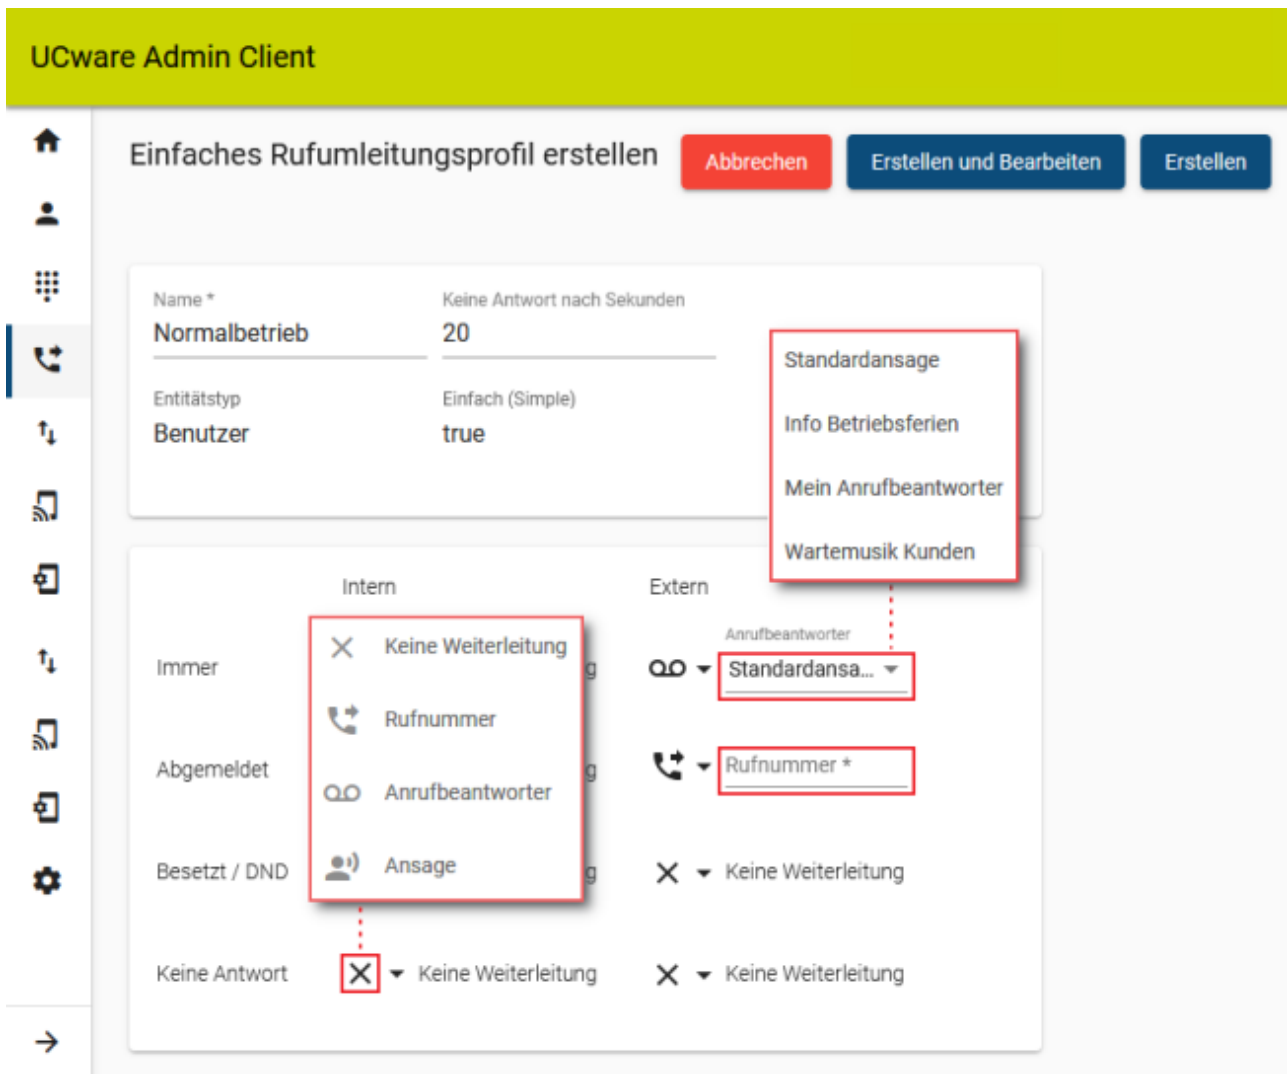 UCware Admin Client
Einfaches Rufumleitungsprofil erstellen
Abbrechen
Erstellen und Bearbeiten
Erstellen
Name *
Keine Antwort nach Sekunden
Normalbetrieb
20
Entitätstyp
Einfach (Simple)
Benutzer
true
Standardansage
Info Betriebsferien
Mein Anrufbeantworter
Wartemusik Kunden
Intern
Extern
Immer
Keine Weiterleitung
Rufnummer
Anrufbeantworter
Ansage
Anrufbeantworter
Standardansa...
Abgemeldet
Rufnummer *
Besetzt / DND
Keine Weiterleitung
Keine Antwort
Keine Weiterleitung
Keine Weiterleitung